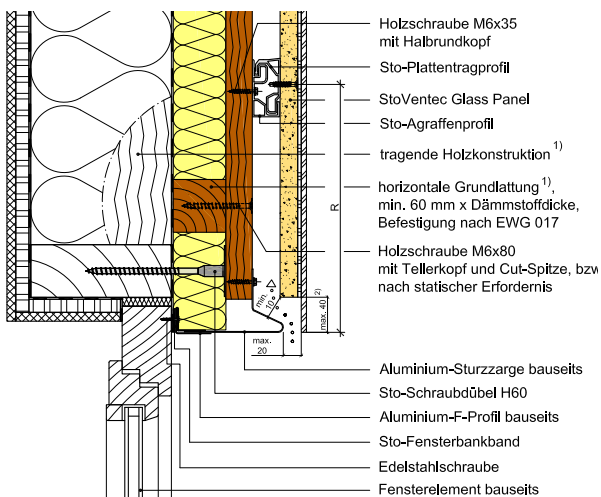 Holzschraube M6x35
mit Halbrundkopf
Sto-Plattentragprofil
StoVentec Glass Panel
Sto-Agraffenprofil
tragende Holzkonstruktion 1)
horizontale Grundlattung 1),
min. 60 mm x Dämmstoffdicke,
Befestigung nach EWG 017
Holzschraube M6x80
mit Tellerkopf und Cut-Spitze, bzw
nach statischer Erfordernis
R
min.
10
max. 40 2)
max.
20
Aluminium-Sturzzarge bauseits
Sto-Schraubdübel H60
Aluminium-F-Profil bauseits
Sto-Fensterbankband
Edelstahlschraube
Fensterelement bauseits